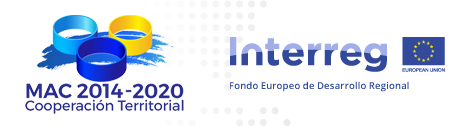 MAC 2014-2020
Cooperación Territorial
Interreg
EUROPEAN UNION
Fondo Europeo de Desarrollo Regional